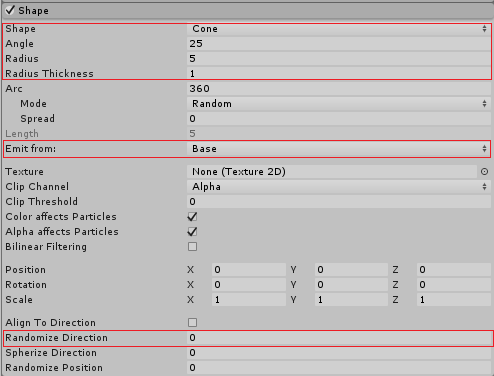 Shape
Shape Cone
Angle 25
Radius 5
Radius Thickness 1
Arc 360
Mode Random
Spread 0
Length 5
Emit from: Base
Texture None (Texture 2D)
Clip Channel Alpha
Clip Threshold 0
Color affects Particles
Alpha affects Particles
Bilinear Filtering
Position X 0 Y 0 Z 0
Rotation X 0 Y 0 Z 0
Scale X 1 Y 1 Z 1
Align To Direction
Randomize Direction 0
Spherize Direction 0
Randomize Position 0